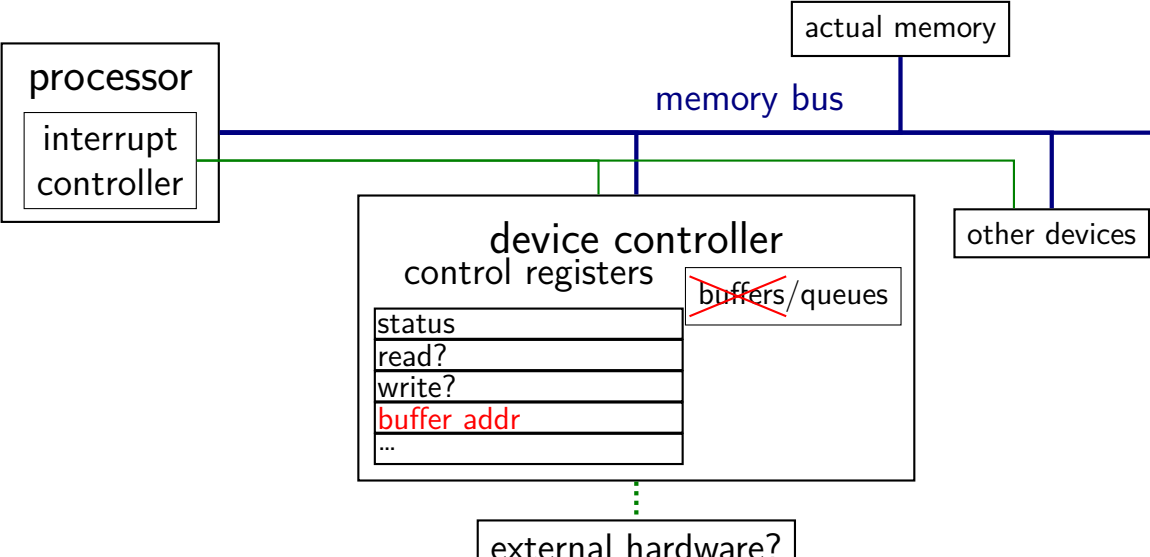 actual memory
processor
memory bus
interrupt
controller
other devices
device controller
control registers
buffers/queues
status
read?
write?
buffer addr
...
external hardware?